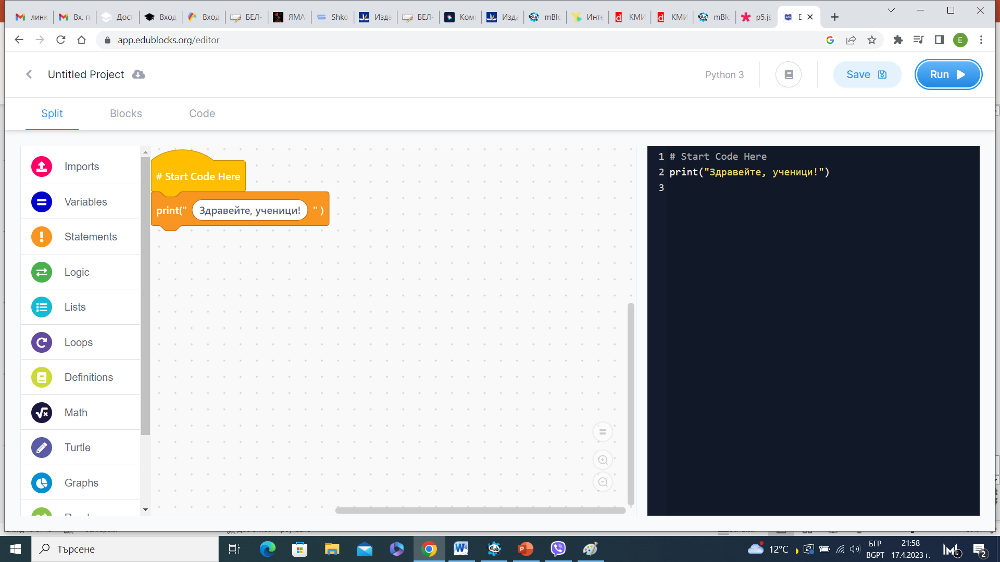 линк
Вх. п
Дост
Вход
Вход
БЕЛ-
ЯМА
Shko
Изда
БЕЛ-
Комп
Изда
mBlo
Инте
КМИ
КМИ
mBlo
p5.js
E
app.edublocks.org/editor
E
Untitled Project
Python 3
Save
Run
Split
Blocks
Code
Imports
Variables
Statements
Logic
Lists
Loops
Definitions
Math
Turtle
Graphs
# Start Code Here
print(" Здравейте, ученици! " )
1 # Start Code Here
2 print("Здравейте, ученици!")
3
Търсене
12°C
БГР
BGPT
21:58
17.4.2023 г.
3
2